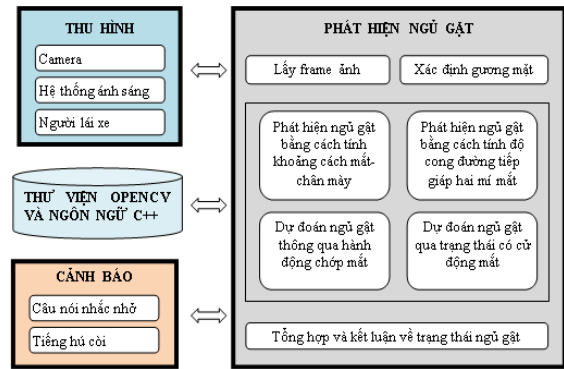 THU HÌNH
Camera
Hệ thống ánh sáng
Người lái xe
THƯ VIỆN OPENCV
VÀ NGÔN NGỮ C++
CẢNH BÁO
Câu nói nhắc nhở
Tiếng hú còi
PHÁT HIỆN NGỦ GẬT
Lấy frame ảnh
Xác định gương mặt
Phát hiện ngủ gật
bằng cách tính
khoảng cách mắt-
chân mày
Phát hiện ngủ gật
bằng cách tính độ
cong đường tiếp
giáp hai mí mắt
Dự đoán ngủ gật
thông qua hành
động chớp mắt
Dự đoán ngủ gật
qua trạng thái có cử
động mắt
Tổng hợp và kết luận về trạng thái ngủ gật